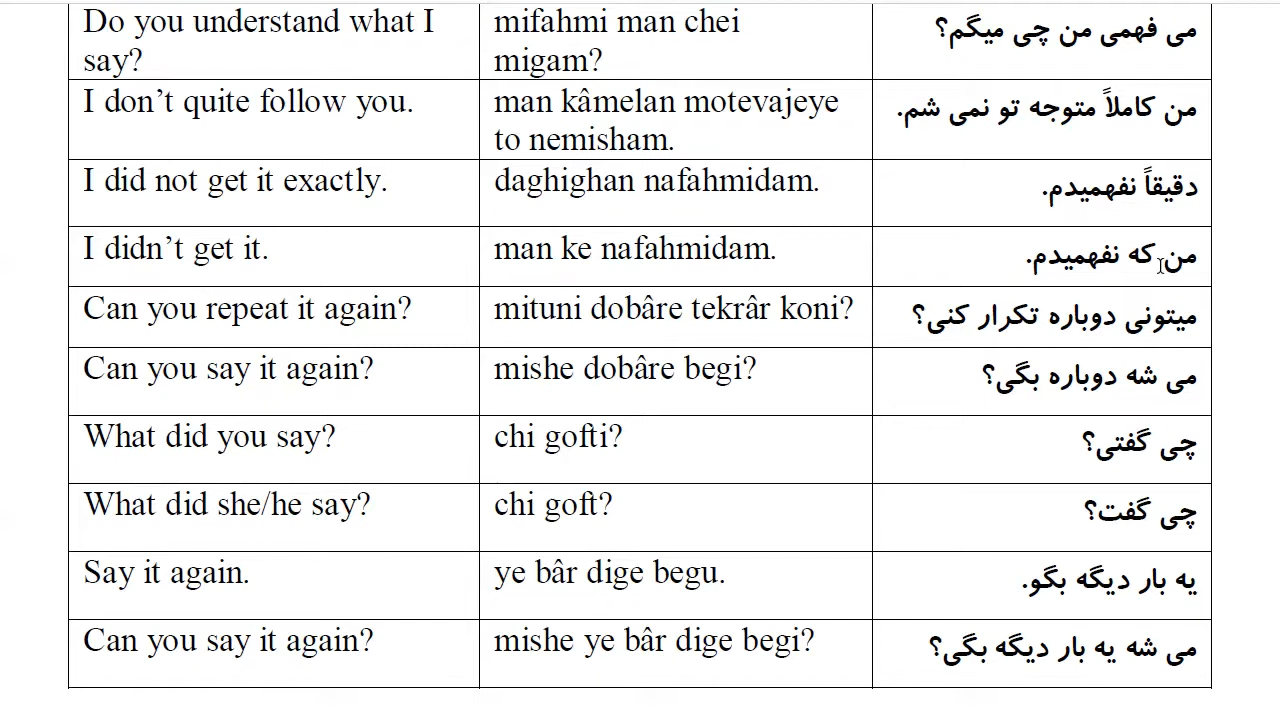 Do you understand what I
say?
mifahmi man chei
migam?
می فهمی من چی میگم؟
I don’t quite follow you.
man kâmelan motevajeye
to nemisham.
من کاملاً متوجه تو نمی شم.
I did not get it exactly.
daghighan nafahmidam.
دقیقاً نفهمیدم.
I didn’t get it.
man ke nafahmidam.
من که نفهمیدم.
Can you repeat it again?
mituni dobâre tekrâr koni?
میتونی دوباره تکرار کنی؟
Can you say it again?
mishe dobâre begi?
می شه دوباره بگی؟
What did you say?
chi gofti?
چی گفتی؟
What did she/he say?
chi goft?
چی گفت؟
Say it again.
ye bâr dige begu.
یه بار دیگه بگو.
Can you say it again?
mishe ye bâr dige begi?
می شه یه بار دیگه بگی؟